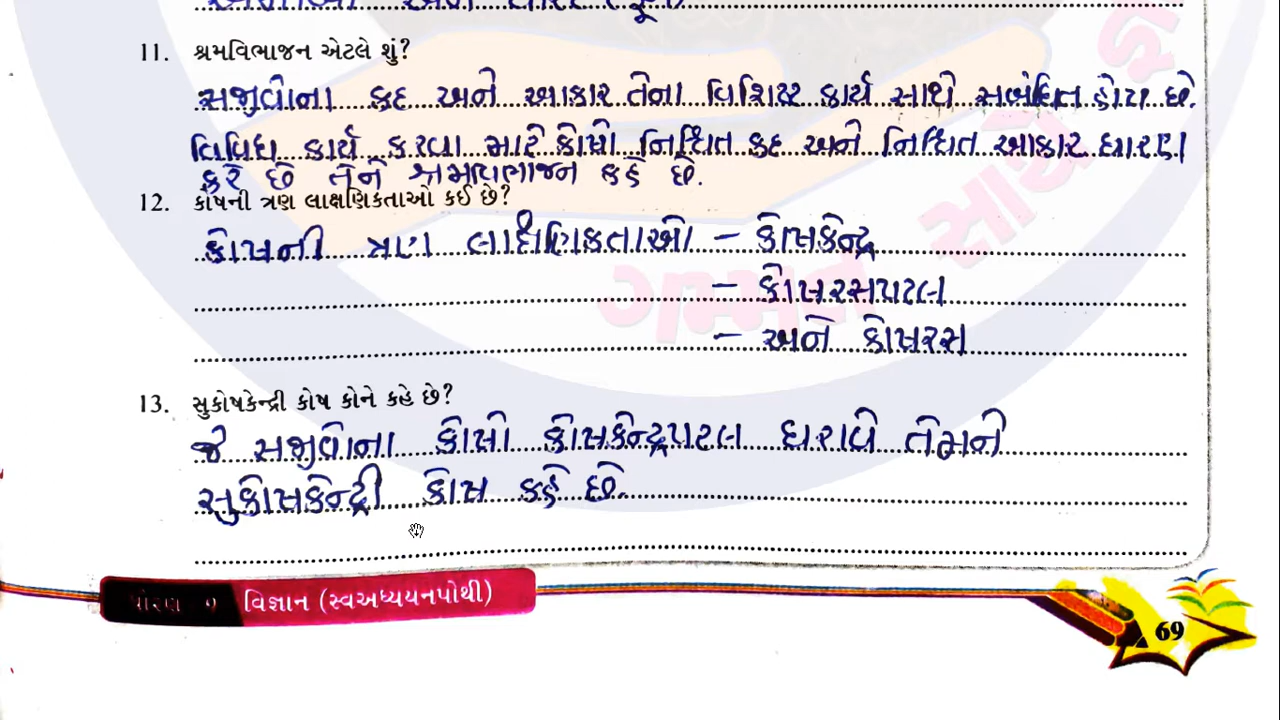 11. શ્રમવિભાજન એટલે શું?
સજીવોના કદ અને આકાર તેના વિશિષ્ટ કાર્ય સાથે સબંધિત હોય છે.
વિવિધ કાર્ય કરવા માટે કોષો નિશ્ચિત કદ અને નિશ્ચિત આકાર ધારણ
કરે છે તેને શ્રમવિભાજન કહે છે.
12. કોષની ત્રણ લાક્ષણિકતાઓ કઈ છે?
કોષની ત્રણ લાક્ષણિકતાઓ – કોષકેન્દ્ર
– કોષરસપટલ
– અને કોષરસ
13. સુકોષકેન્દ્રી કોષ કોને કહે છે?
જે સજીવોના કોષો કોષકેન્દ્રપટલ ધરાવે તેમને
સુકોષકેન્દ્રી કોષ કહે છે.
ધોરણ ૭ વિજ્ઞાન (સ્વઅધ્યયનપોથી)
69